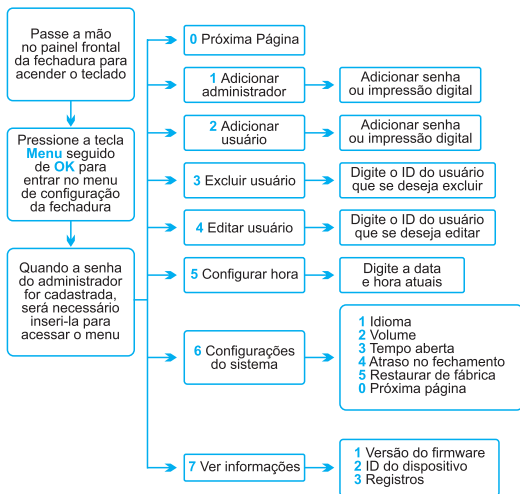 Passe a mão
no painel frontal
da fechadura para
acender o teclado
Pressione a tecla
Menu seguido
de OK para
entrar no menu
de configuração
da fechadura
Quando a senha
do administrador
for cadastrada,
será necessário
inseri-la para
acessar o menu
0 Próxima Página
1 Adicionar
administrador
Adicionar senha
ou impressão digital
2 Adicionar
usuário
Adicionar senha
ou impressão digital
3 Excluir usuário
Digite o ID do usuário
que se deseja excluir
4 Editar usuário
Digite o ID do usuário
que se deseja editar
5 Configurar hora
Digite a data
e hora atuais
6 Configurações
do sistema
1 Idioma
2 Volume
3 Tempo aberta
4 Atraso no fechamento
5 Restaurar de fábrica
0 Próxima página
7 Ver informações
1 Versão do firmware
2 ID do dispositivo
3 Registros